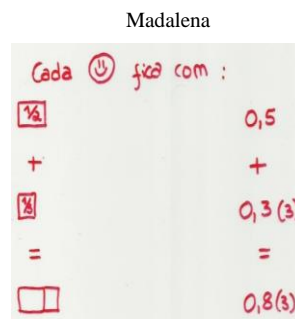 Madalena
Cada ☺ fica com :
1/2 0,5
+ +
1/3 0,3(3)
= =
0,8(3)